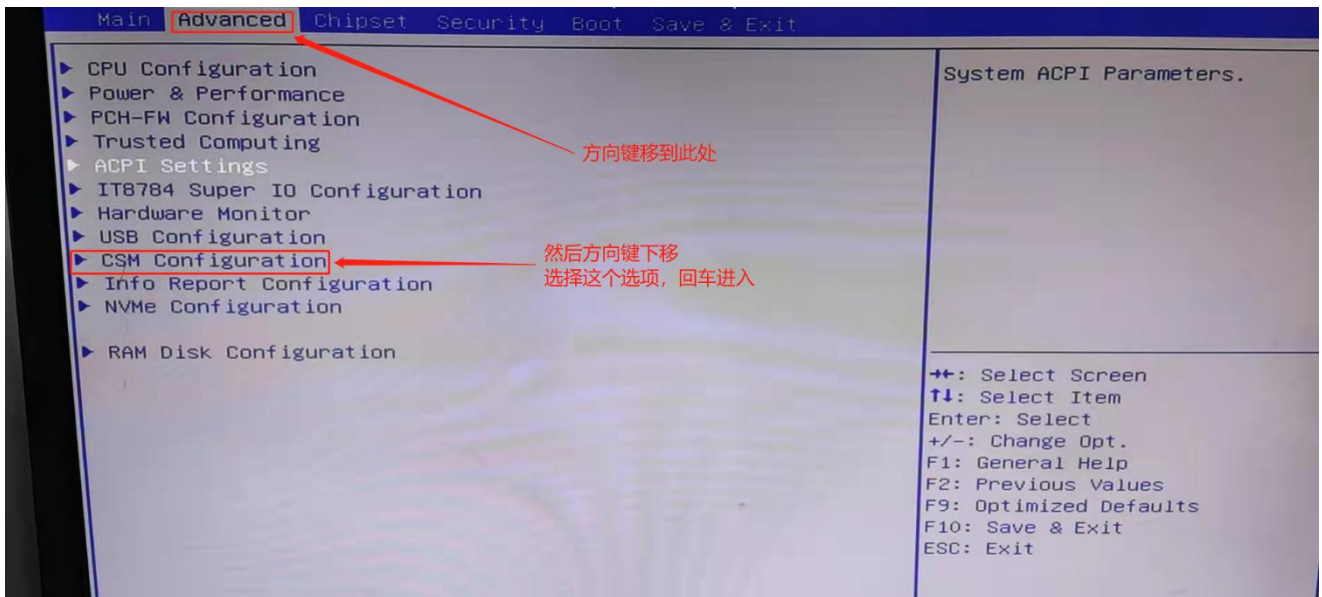 Main Advanced Chipset Security Boot Save & Exit
CPU Configuration
Power & Performance
PCH-FW Configuration
Trusted Computing
ACPI Settings
IT8784 Super IO Configuration
Hardware Monitor
USB Configuration
CSM Configuration
Info Report Configuration
NVMe Configuration
RAM Disk Configuration
方向键移到此处
然后方向键下移
选择这个选项，回车进入
System ACPI Parameters.
→←: Select Screen
↑↓: Select Item
Enter: Select
+/-: Change Opt.
F1: General Help
F2: Previous Values
F9: Optimized Defaults
F10: Save & Exit
ESC: Exit